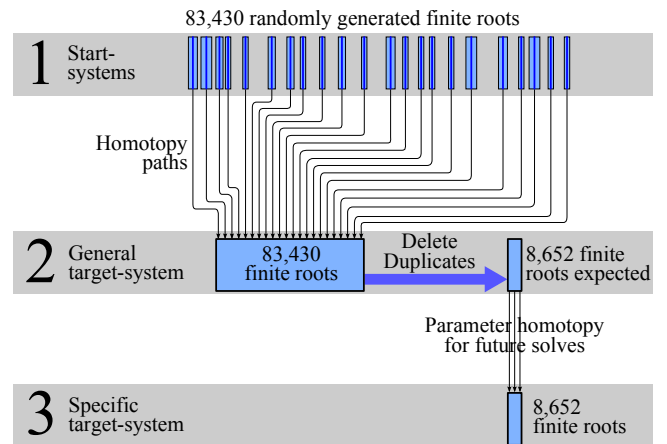 83,430 randomly generated finite roots
1 Start-
systems
Homotopy
paths
2 General
target-system
83,430
finite roots
Delete
Duplicates
8,652 finite
roots expected
Parameter homotopy
for future solves
3 Specific
target-system
8,652
finite roots